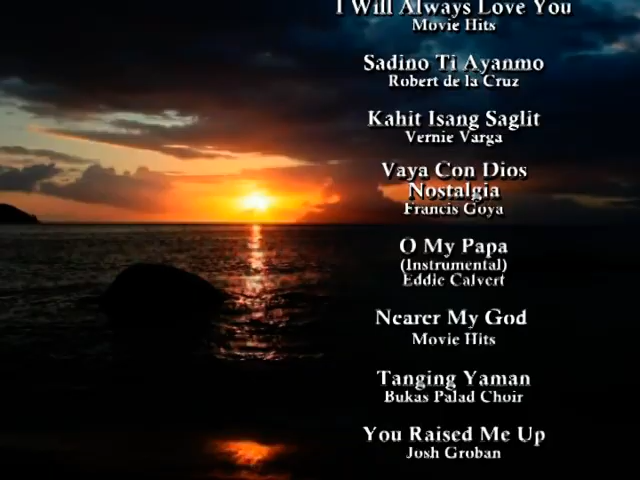 I Will Always Love You
Movie Hits
Sadino Ti Ayanmo
Robert de la Cruz
Kahit Isang Saglit
Vernie Varga
Vaya Con Dios
Nostalgia
Francis Goya
O My Papa
(Instrumental)
Eddie Calvert
Nearer My God
Movie Hits
Tanging Yaman
Bukas Palad Choir
You Raised Me Up
Josh Groban